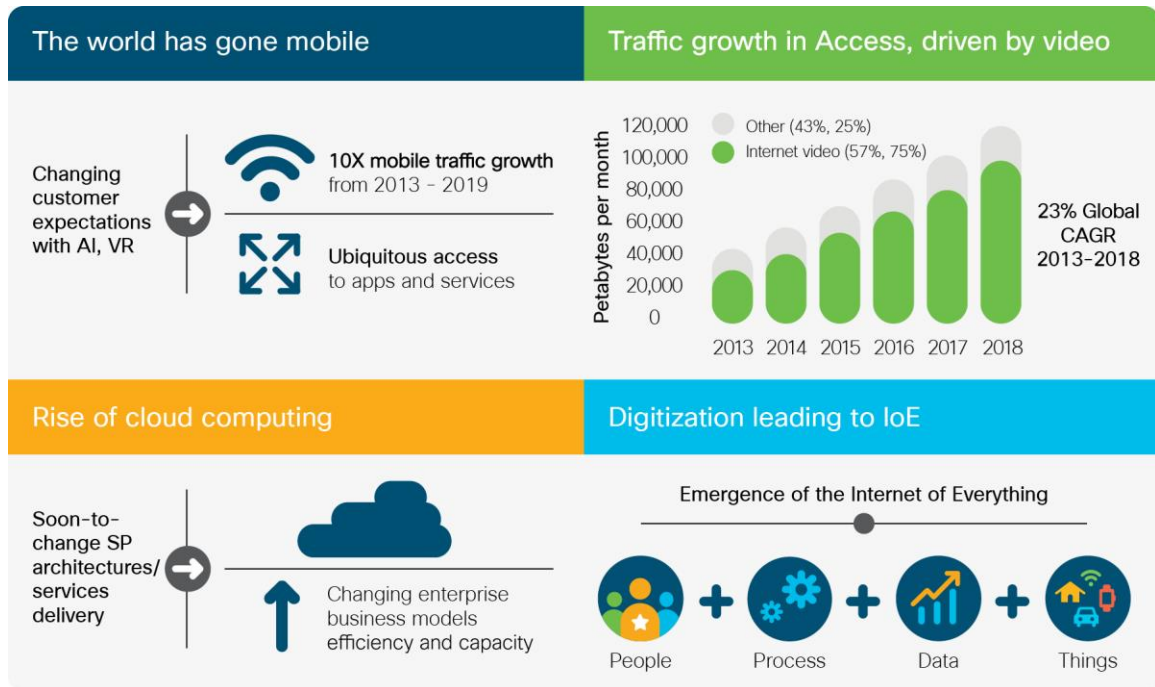 The world has gone mobile
Changing
customer
expectations
with AI, VR
10X mobile traffic growth
from 2013 - 2019
Ubiquitous access
to apps and services
Traffic growth in Access, driven by video
Petabytes per month
120,000
100,000
80,000
60,000
40,000
20,000
0
Other (43%, 25%)
Internet video (57%, 75%)
2013 2014 2015 2016 2017 2018
23% Global
CAGR
2013-2018
Rise of cloud computing
Soon-to-
change SP
architectures/
services
delivery
Changing enterprise
business models
efficiency and capacity
Digitization leading to IoE
Emergence of the Internet of Everything
People
Process
Data
Things